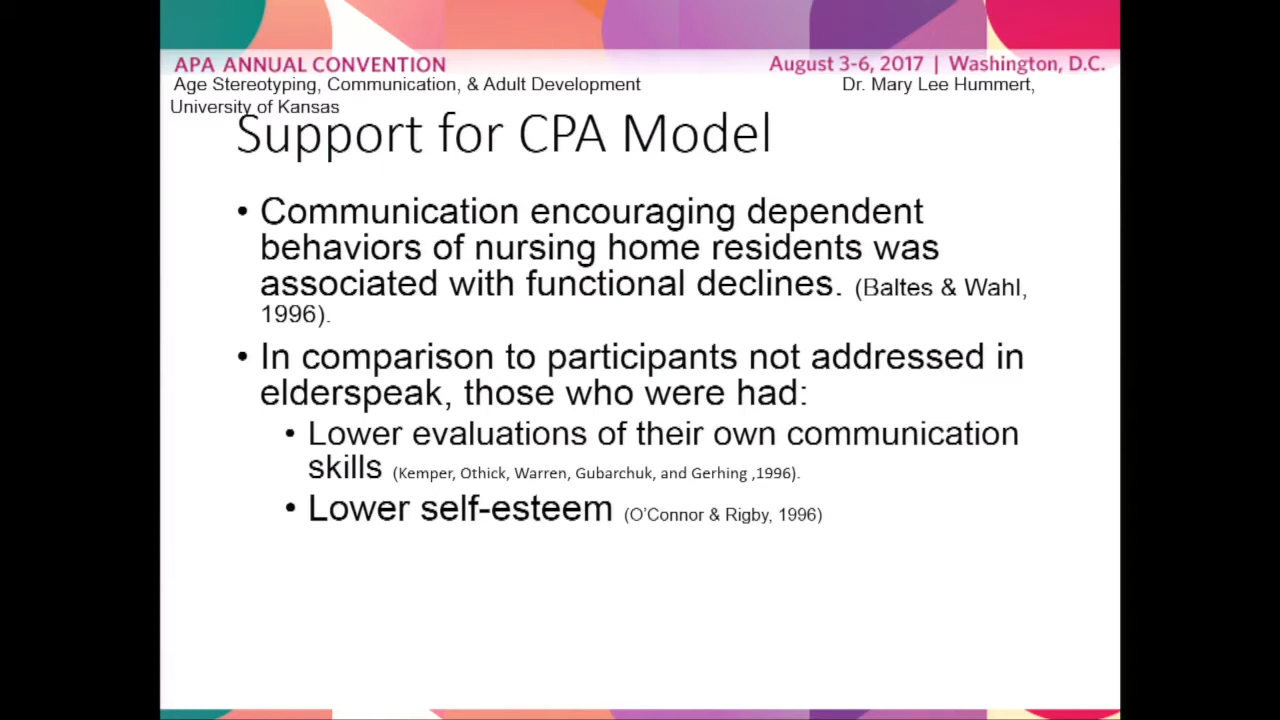 APA ANNUAL CONVENTION August 3-6, 2017 | Washington, D.C.
Age Stereotyping, Communication, & Adult Development Dr. Mary Lee Hummert,
University of Kansas
Support for CPA Model
• Communication encouraging dependent
behaviors of nursing home residents was
associated with functional declines. (Baltes & Wahl,
1996).
• In comparison to participants not addressed in
elderspeak, those who were had:
• Lower evaluations of their own communication
skills (Kemper, Othick, Warren, Gubarchuk, and Gerhing ,1996).
• Lower self-esteem (O’Connor & Rigby, 1996)